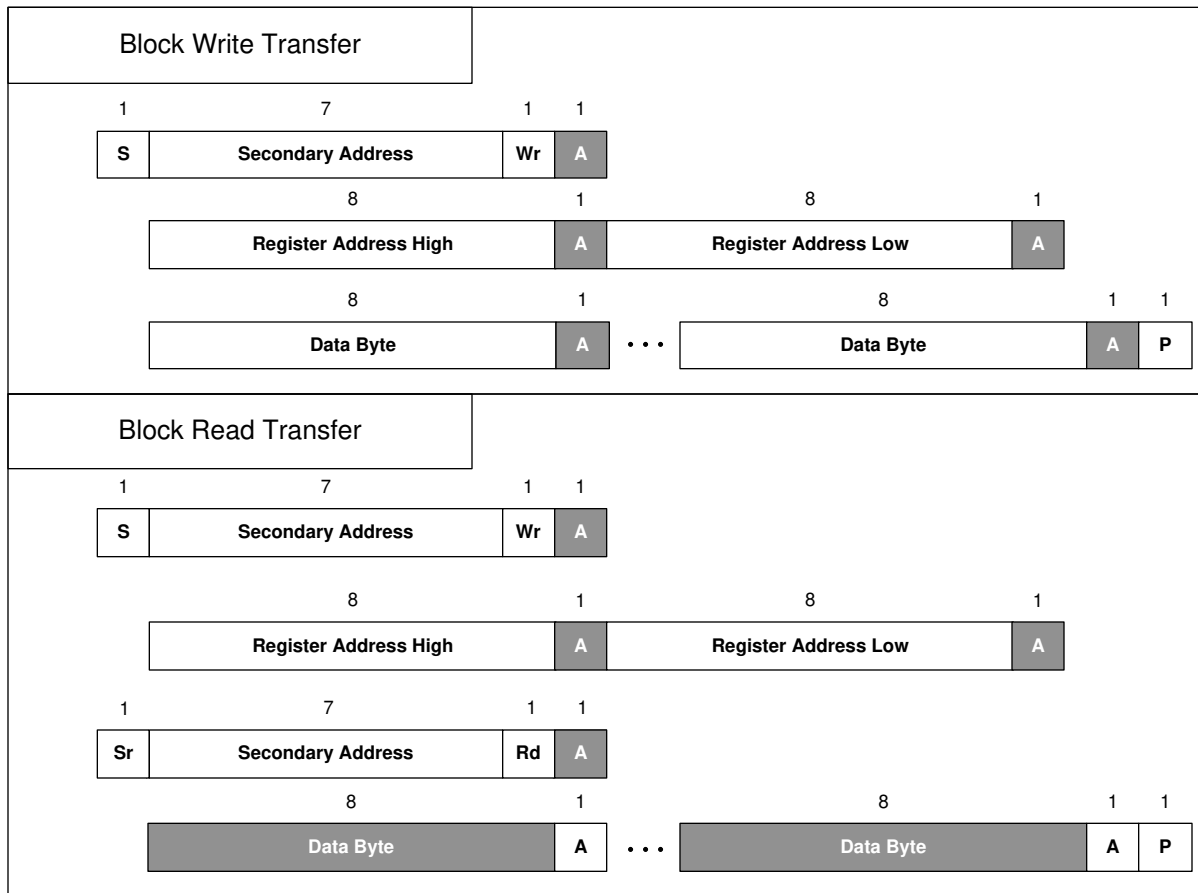 Block Write Transfer
1 7 1 1
S Secondary Address Wr A
8 1 8 1
Register Address High A Register Address Low A
8 1 8 1 1
Data Byte A • • • Data Byte A P
Block Read Transfer
1 7 1 1
S Secondary Address Wr A
8 1 8 1
Register Address High A Register Address Low A
1 7 1 1
Sr Secondary Address Rd A
8 1 8 1 1
Data Byte A • • • Data Byte A P